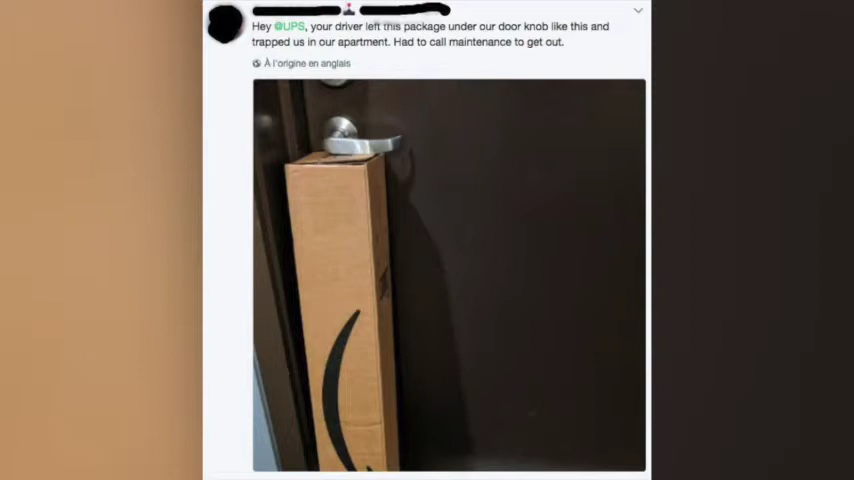 Hey @UPS, your driver left this package under our door knob like this and
trapped us in our apartment. Had to call maintenance to get out.
À l'origine en anglais